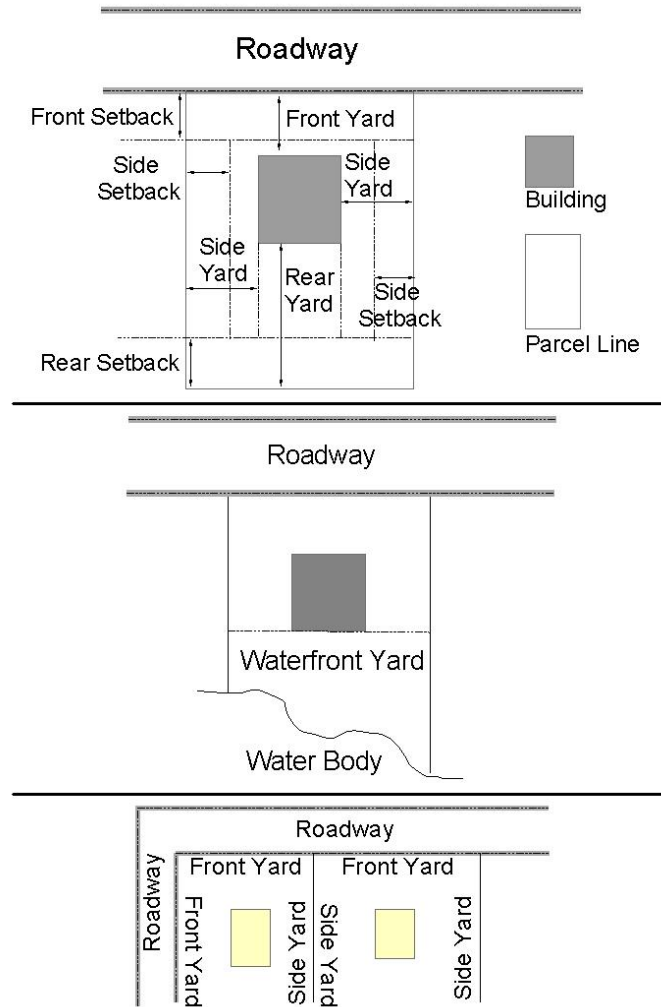 Roadway
Front Setback
Front Yard
Side
Setback
Side
Yard
Building
Side
Yard
Rear
Yard
Side
Setback
Rear Setback
Parcel Line
Roadway
Waterfront Yard
Water Body
Roadway
Roadway
Front Yard
Front Yard
Front Yard
Side Yard
Side Yard
Side Yard